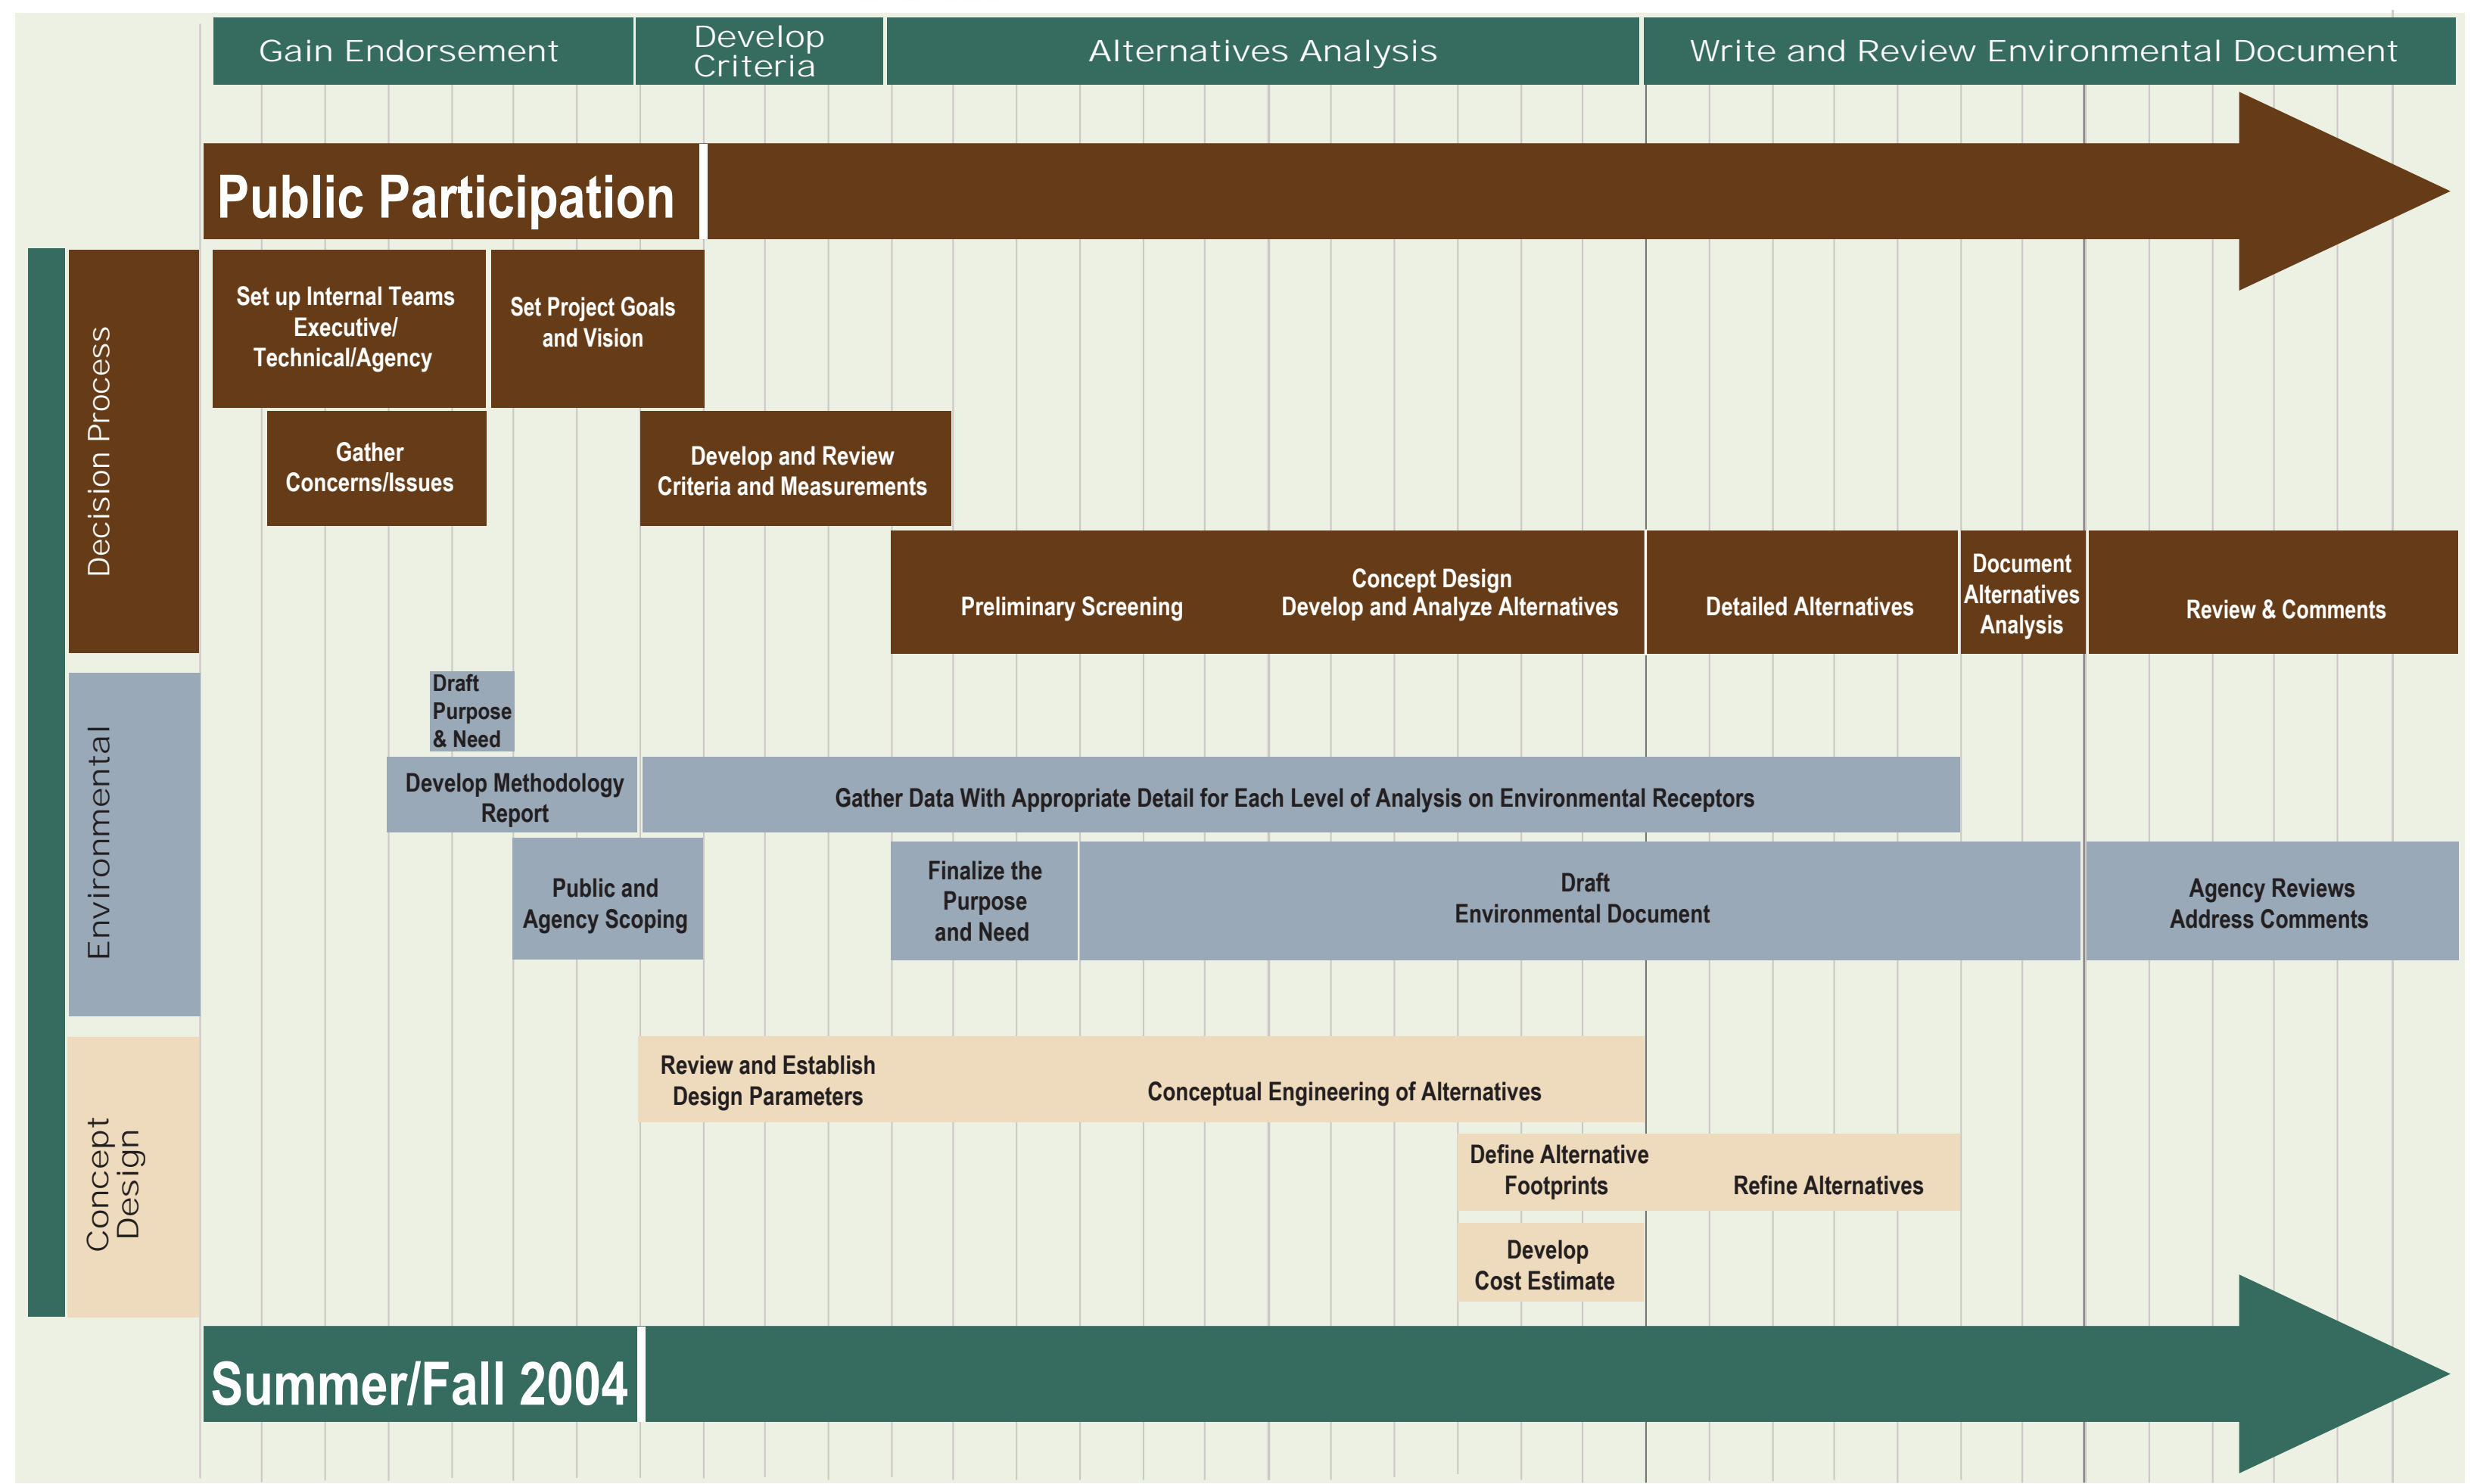 Gain Endorsement
Develop
Criteria
Alternatives Analysis
Write and Review Environmental Document
Public Participation
Decision Process
Set up Internal Teams
Executive/
Technical/Agency
Set Project Goals
and Vision
Gather
Concerns/Issues
Develop and Review
Criteria and Measurements
Preliminary Screening
Concept Design
Develop and Analyze Alternatives
Detailed Alternatives
Document
Alternatives
Analysis
Review & Comments
Environmental
Draft
Purpose
& Need
Develop Methodology
Report
Gather Data With Appropriate Detail for Each Level of Analysis on Environmental Receptors
Public and
Agency Scoping
Finalize the
Purpose
and Need
Draft
Environmental Document
Agency Reviews
Address Comments
Concept
Design
Review and Establish
Design Parameters
Conceptual Engineering of Alternatives
Define Alternative
Footprints
Refine Alternatives
Develop
Cost Estimate
Summer/Fall 2004